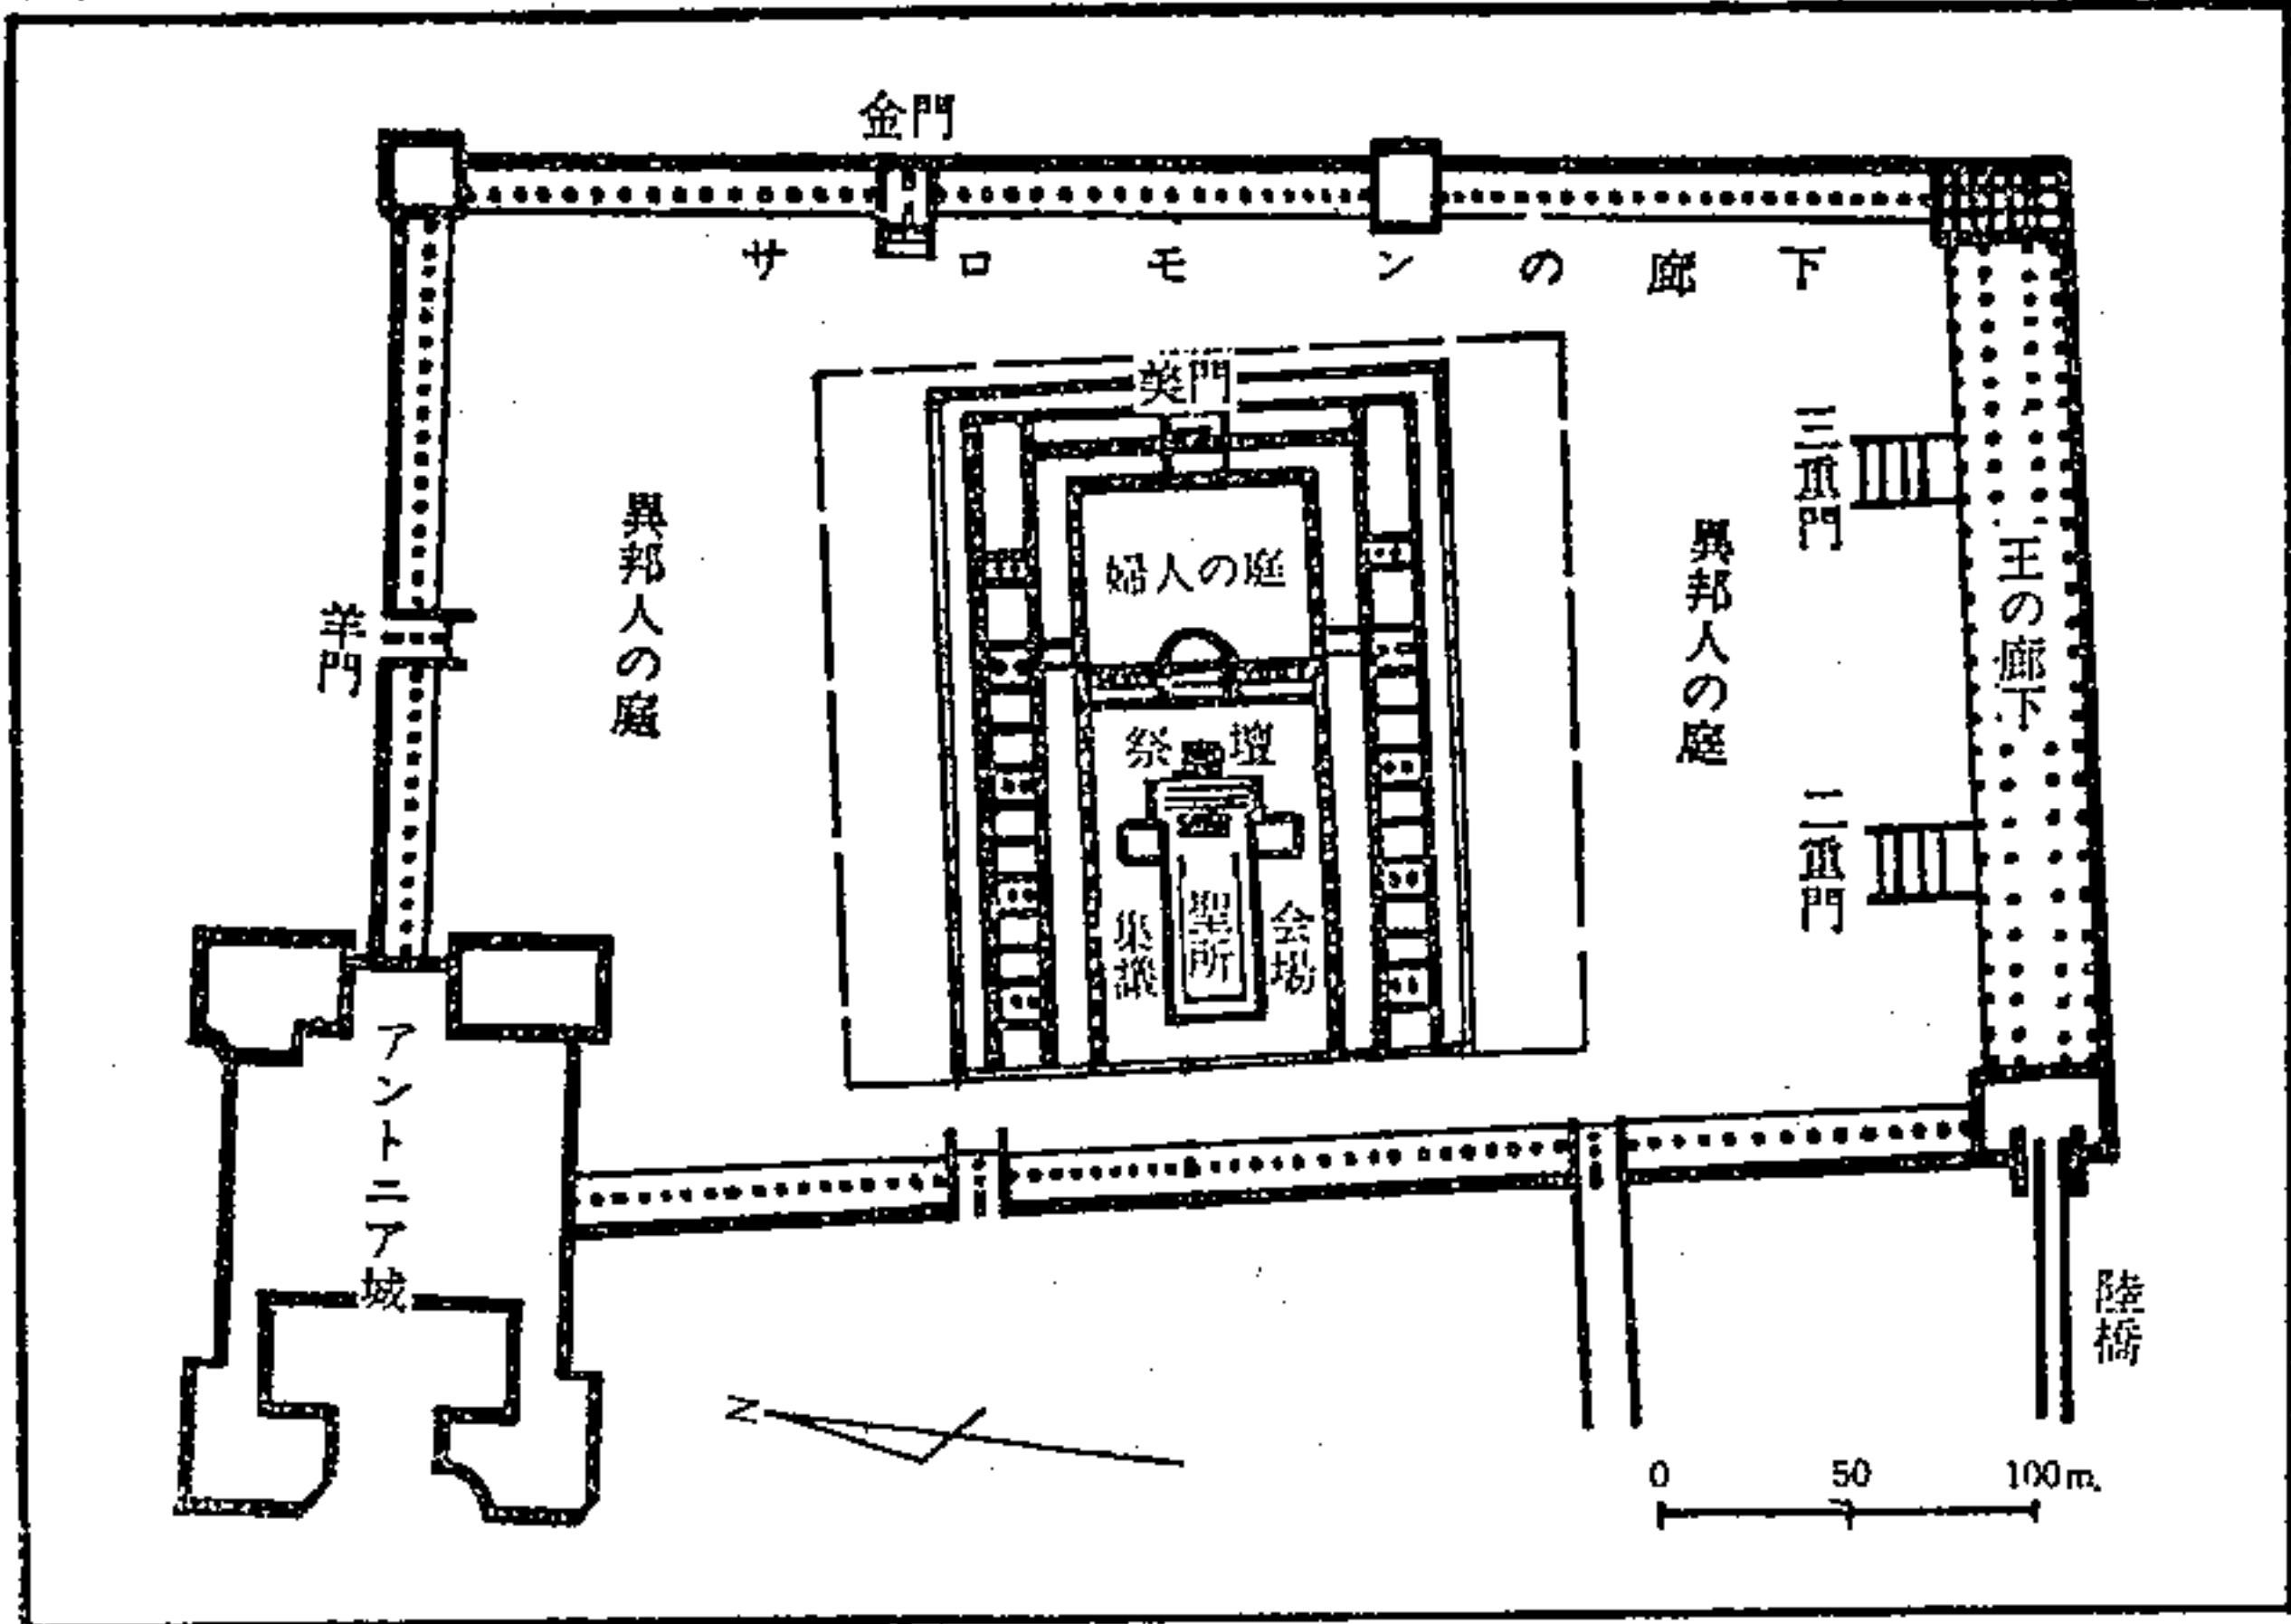 金門
サロモンの廊下
美門
三重門
異邦人の庭
異邦人の庭
王の廊下
婦人の庭
羊門
祭壇
二重門
集議会場
聖所
アントニア城
陸橋
N
0 50 100m.